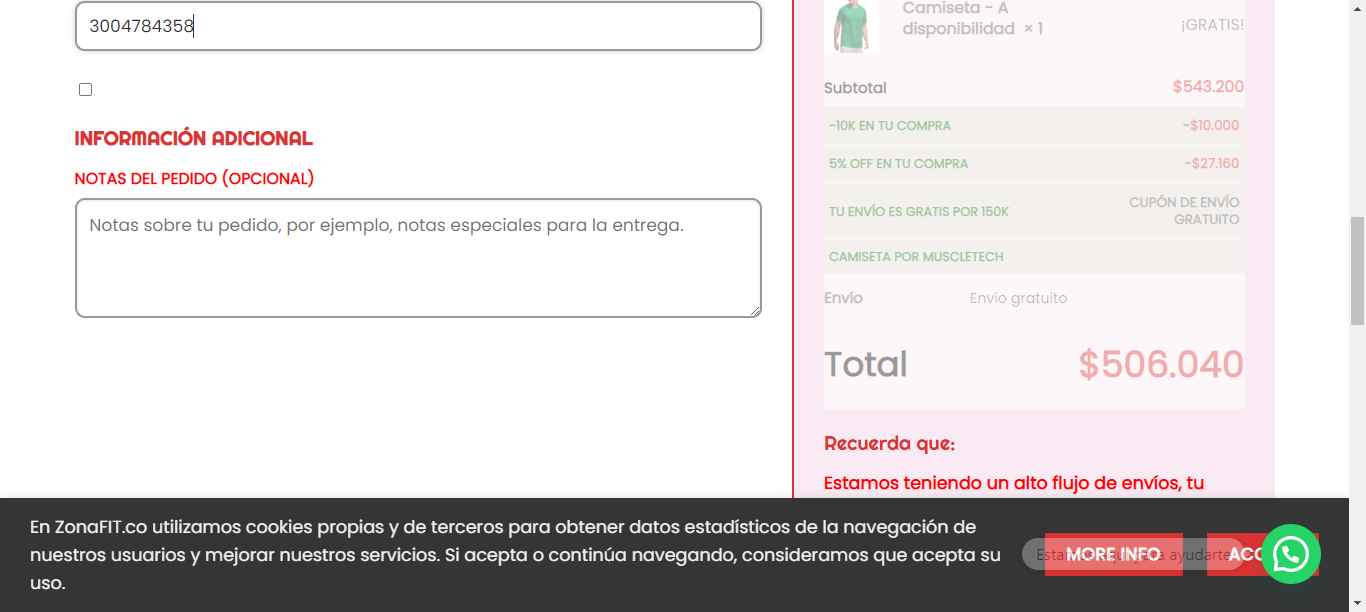 3004784358
INFORMACIÓN ADICIONAL
NOTAS DEL PEDIDO (OPCIONAL)
Notas sobre tu pedido, por ejemplo, notas especiales para la entrega.
Camiseta - A
disponibilidad × 1
¡GRATIS!
Subtotal $543.200
-10K EN TU COMPRA -$10.000
5% OFF EN TU COMPRA -$27.160
TU ENVÍO ES GRATIS POR 150K
CUPÓN DE ENVÍO
GRATUITO
CAMISETA POR MUSCLETECH
Envío Envío gratuito
Total $506.040
Recuerda que:
Estamos teniendo un alto flujo de envíos, tu
En ZonaFIT.co utilizamos cookies propias y de terceros para obtener datos estadísticos de la navegación de
nuestros usuarios y mejorar nuestros servicios. Si acepta o continúa navegando, consideramos que acepta su
uso.
MORE INFO
ayudarte